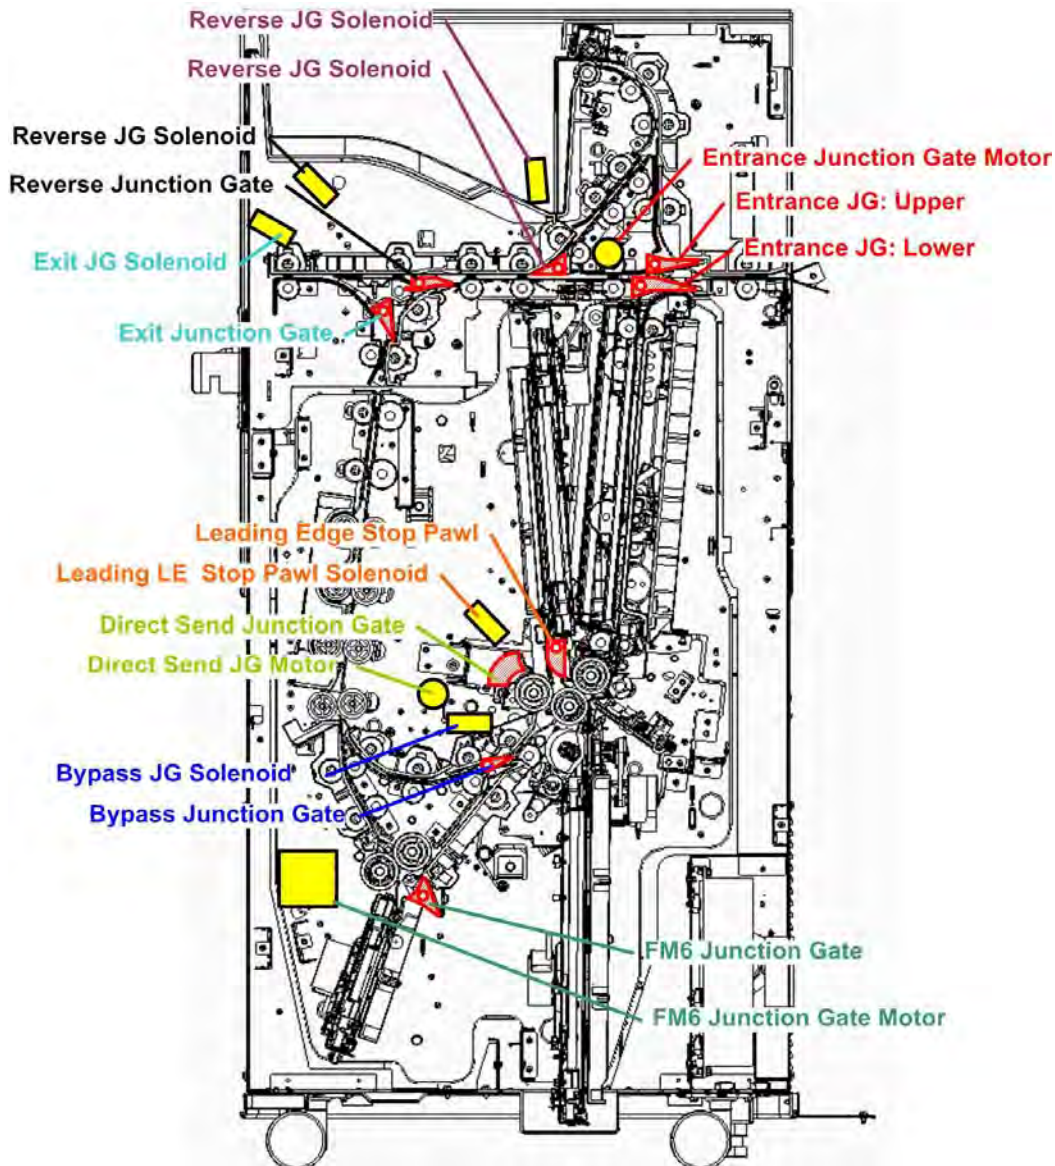 Reverse JG Solenoid
Reverse JG Solenoid
Reverse JG Solenoid
Reverse Junction Gate
Exit JG Solenoid
Exit Junction Gate
Entrance Junction Gate Motor
Entrance JG: Upper
Entrance JG: Lower
Leading Edge Stop Pawl
Leading LE Stop Pawl Solenoid
Direct Send Junction Gate
Direct Send JG Motor
Bypass JG Solenoid
Bypass Junction Gate
FM6 Junction Gate
FM6 Junction Gate Motor